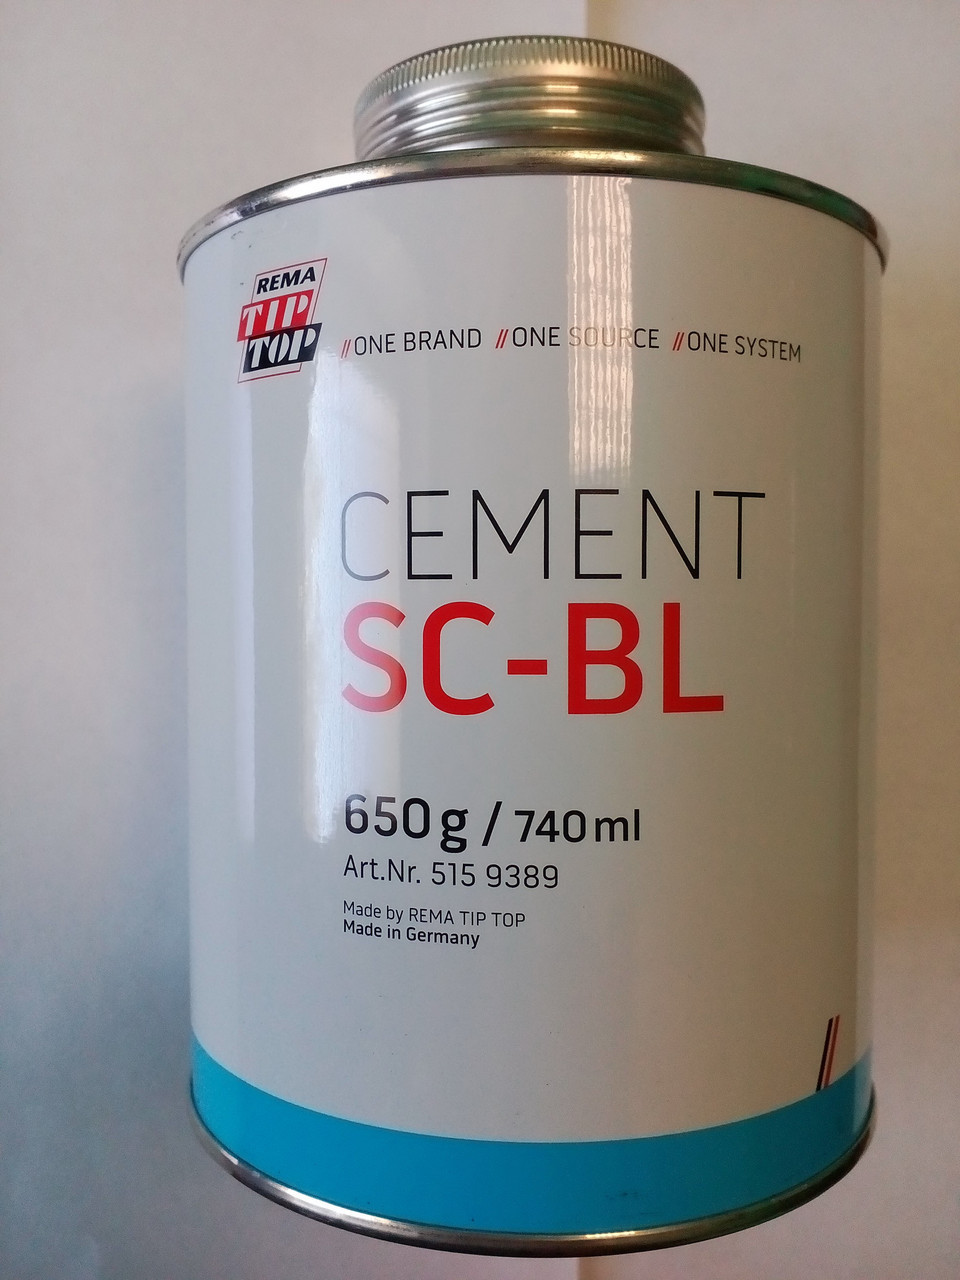 REMA
TIP
TOP
//ONE BRAND //ONE SOURCE //ONE SYSTEM
CEMENT
SC-BL
650g / 740ml
Art.Nr. 515 9389
Made by REMA TIP TOP
Made in Germany